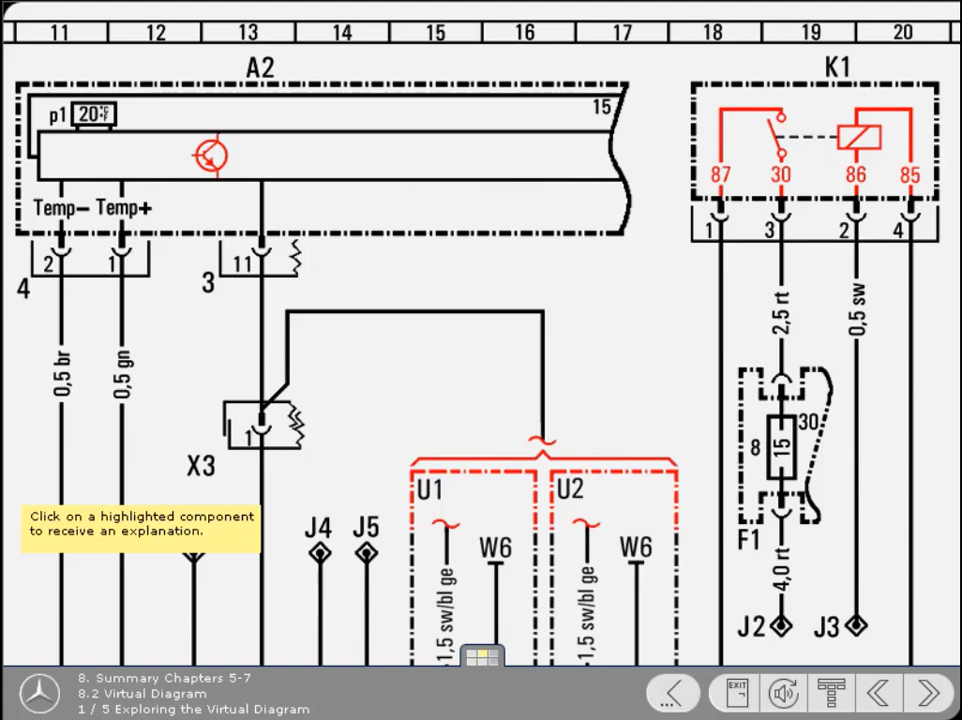 11 12 13 14 15 16 17 18 19 20
A2 K1
p1 20°C °F 15
87 30 86 85
Temp− Temp+
2 1 11 1 3 2 4
4 3
0,5 br 0,5 gn 2,5 rt 0,5 sw
1
X3
8 15 30
U1 U2
F1
Click on a highlighted component
to receive an explanation.
J4 J5 W6 W6
1,5 sw/bl ge 1,5 sw/bl ge 4,0 rt
J2 J3
8. Summary Chapters 5-7
8.2 Virtual Diagram
1 / 5 Exploring the Virtual Diagram
... EXIT